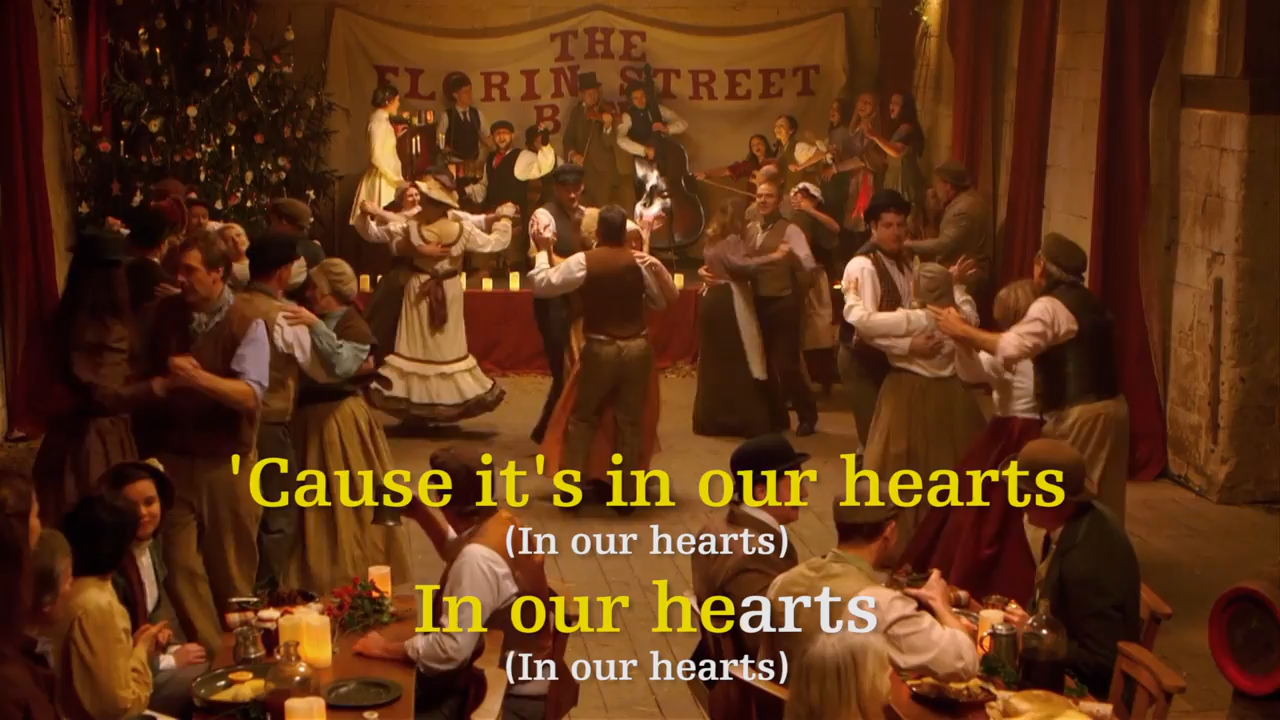 THE
FLORIN STREET
B
'Cause it's in our hearts
(In our hearts)
In our hearts
(In our hearts)